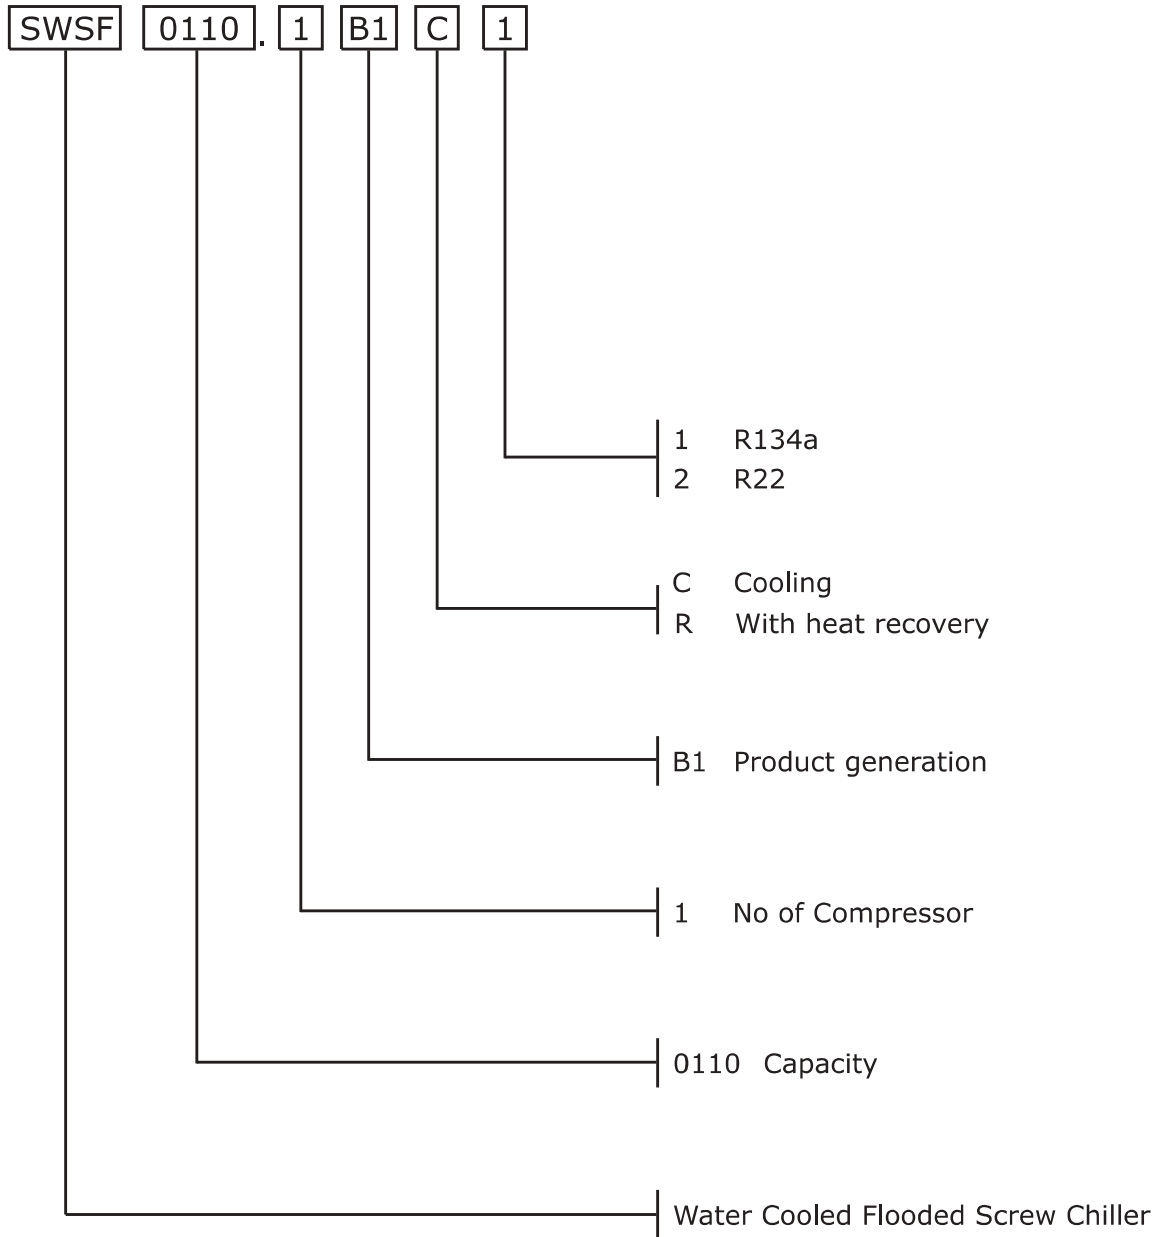 SWSF 0110 . 1 B1 C 1
1 R134a
2 R22
C Cooling
R With heat recovery
B1 Product generation
1 No of Compressor
0110 Capacity
Water Cooled Flooded Screw Chiller